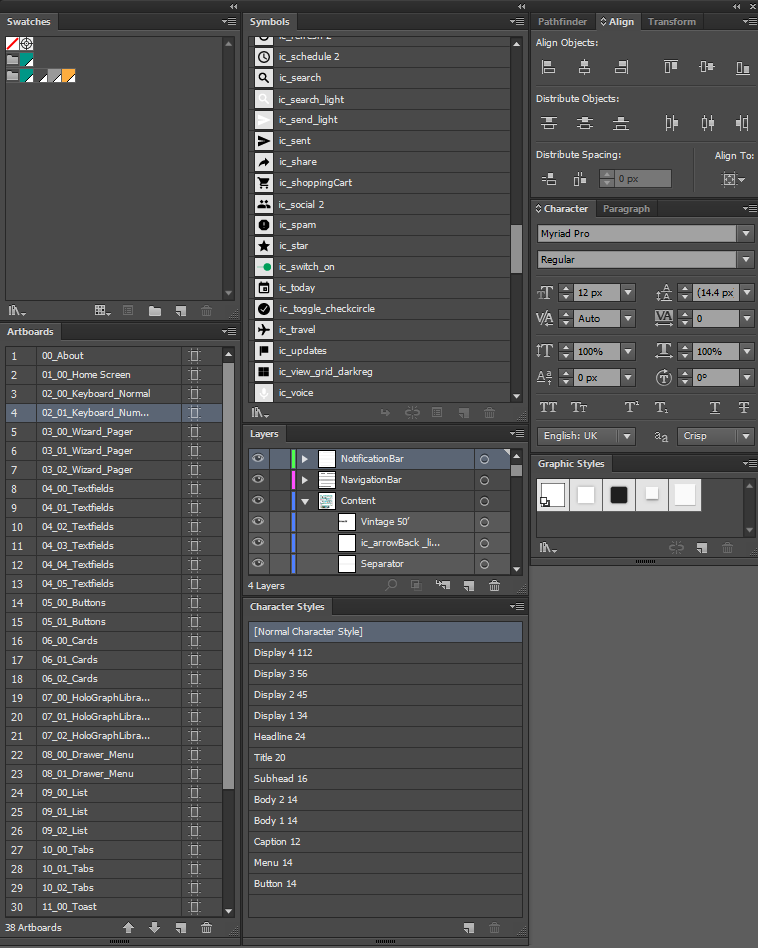 Swatches
Artboards
1 00_About
2 01_00_Home Screen
3 02_00_Keyboard_Normal
4 02_01_Keyboard_Num...
5 03_00_Wizard_Pager
6 03_01_Wizard_Pager
7 03_02_Wizard_Pager
8 04_00_Textfields
9 04_01_Textfields
10 04_02_Textfields
11 04_03_Textfields
12 04_04_Textfields
13 04_05_Textfields
14 05_00_Buttons
15 05_01_Buttons
16 06_00_Cards
17 06_01_Cards
18 06_02_Cards
19 07_00_HoloGraphLibra...
20 07_01_HoloGraphLibra...
21 07_02_HoloGraphLibra...
22 08_00_Drawer_Menu
23 08_01_Drawer_Menu
24 09_00_List
25 09_01_List
26 09_02_List
27 10_00_Tabs
28 10_01_Tabs
29 10_02_Tabs
30 11_00_Toast
38 Artboards
Symbols
ic_refresh 2
ic_schedule 2
ic_search
ic_search_light
ic_send_light
ic_sent
ic_share
ic_shoppingCart
ic_social 2
ic_spam
ic_star
ic_switch_on
ic_today
ic_toggle_checkcircle
ic_travel
ic_updates
ic_view_grid_darkreg
ic_voice
Layers
NotificationBar
NavigationBar
Content
Vintage 50'
ic_arrowBack _li...
Separator
4 Layers
Character Styles
[Normal Character Style]
Display 4 112
Display 3 56
Display 2 45
Display 1 34
Headline 24
Title 20
Subhead 16
Body 2 14
Body 1 14
Caption 12
Menu 14
Button 14
Pathfinder Align Transform
Align Objects:
Distribute Objects:
Distribute Spacing: Align To:
0 px
Character Paragraph
Myriad Pro
Regular
12 px (14.4 px
Auto 0
100% 100%
0 px 0°
English: UK aa Crisp
Graphic Styles